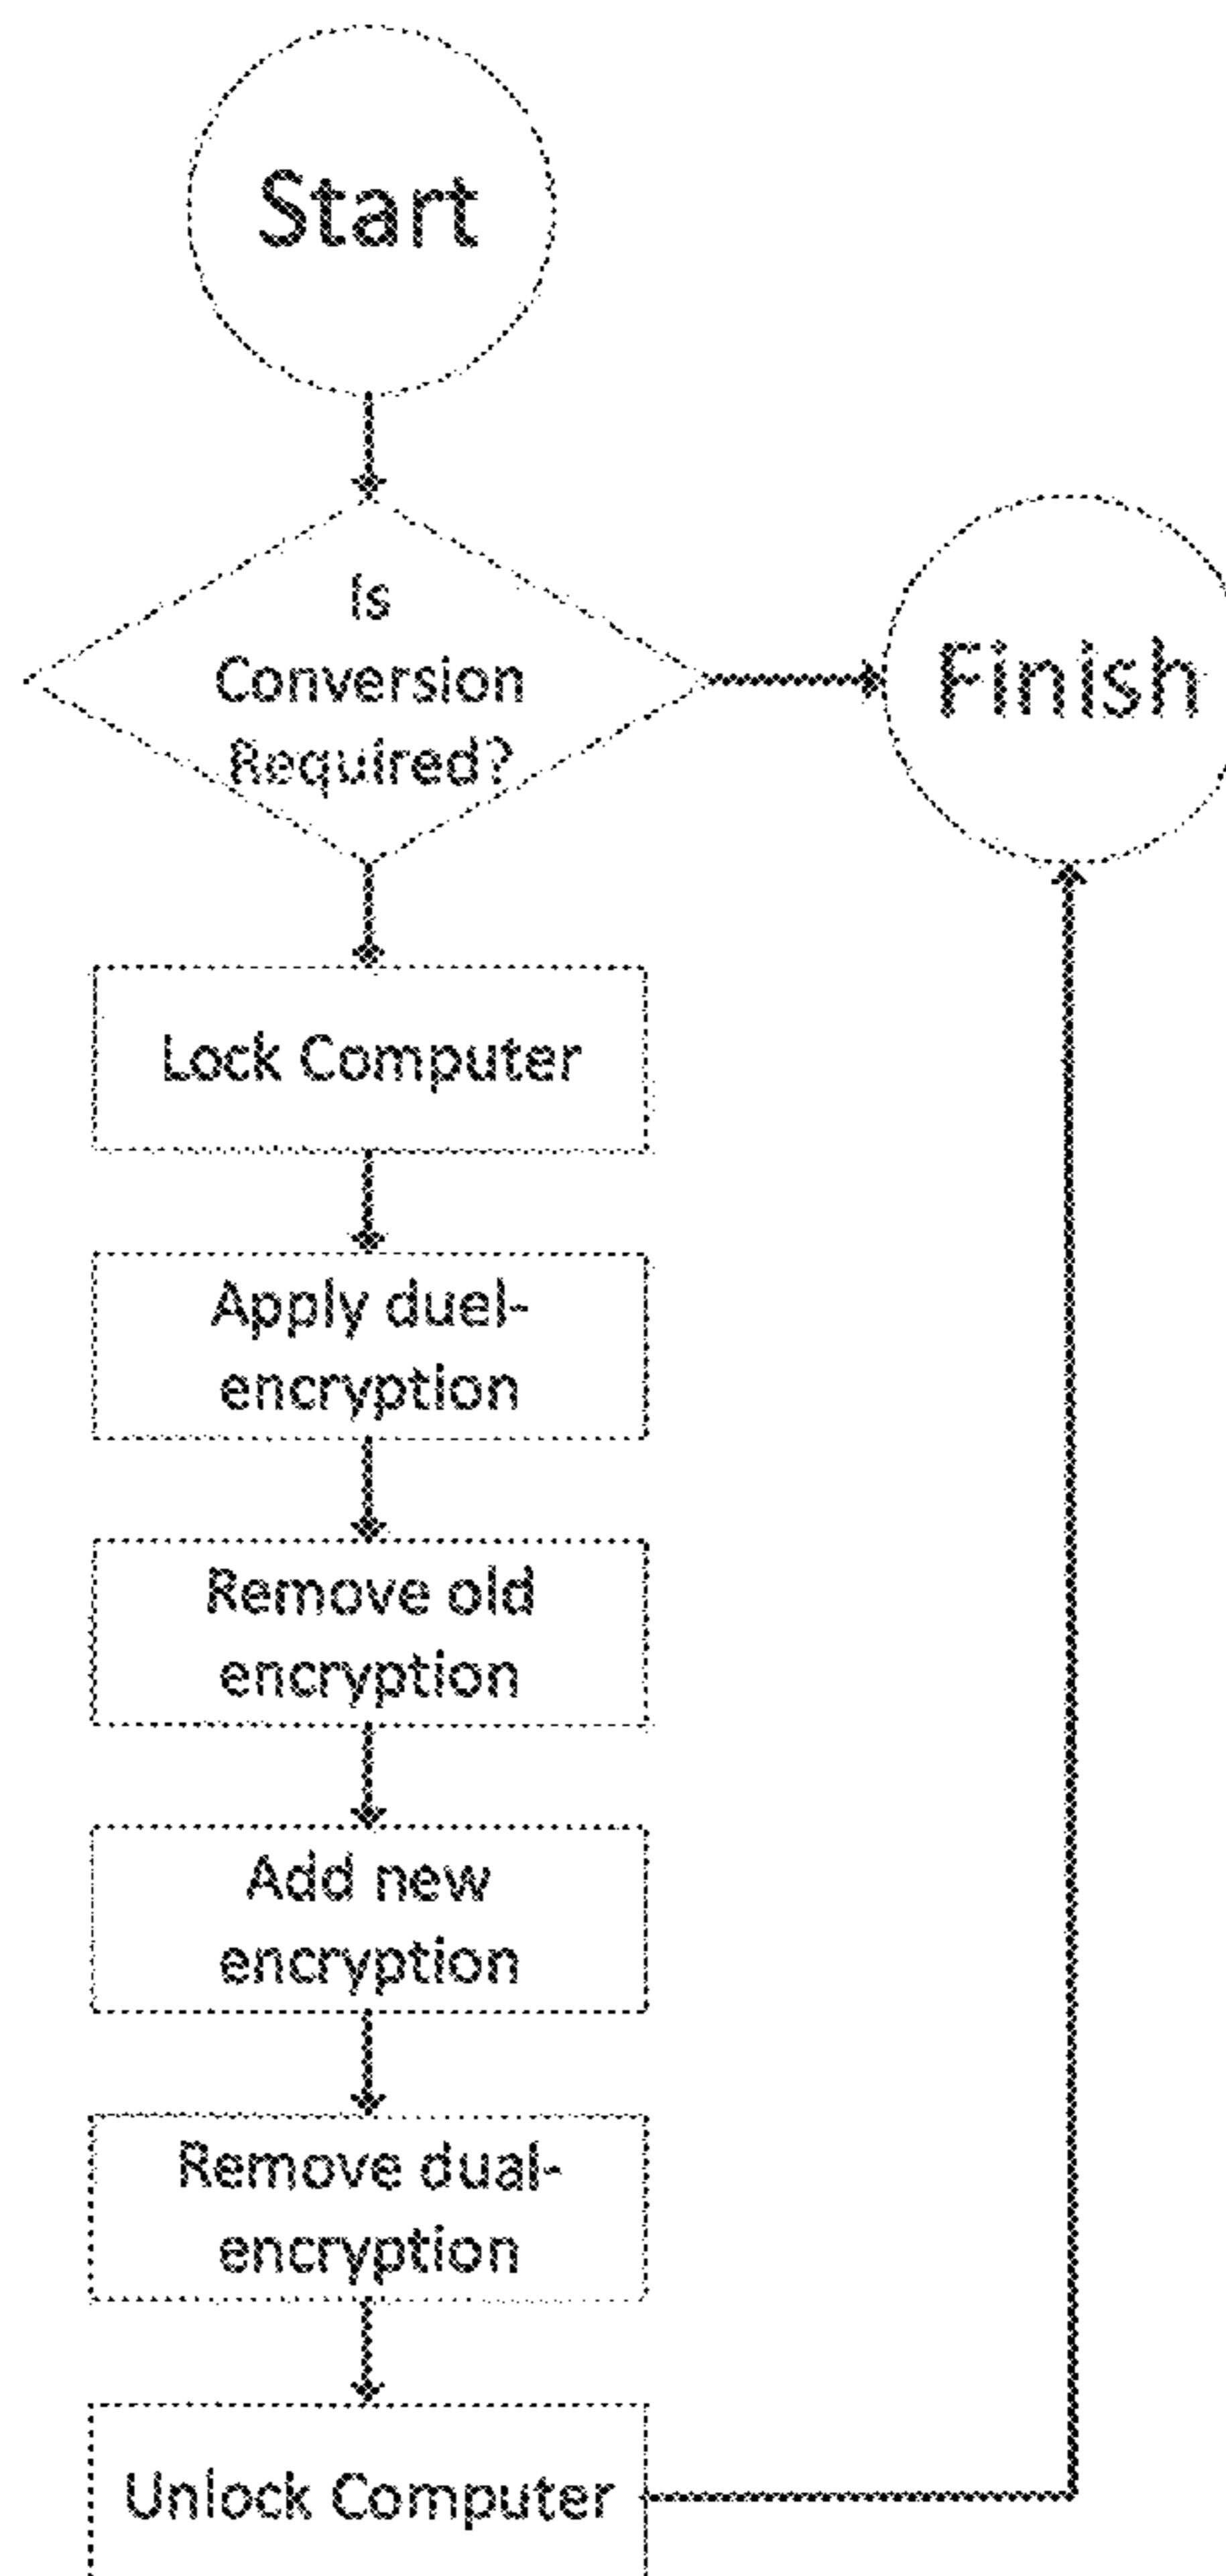 Start
Is
Conversion
Required?
Finish
Lock Computer
Apply duel-
encryption
Remove old
encryption
Add new
encryption
Remove dual-
encryption
Unlock Computer